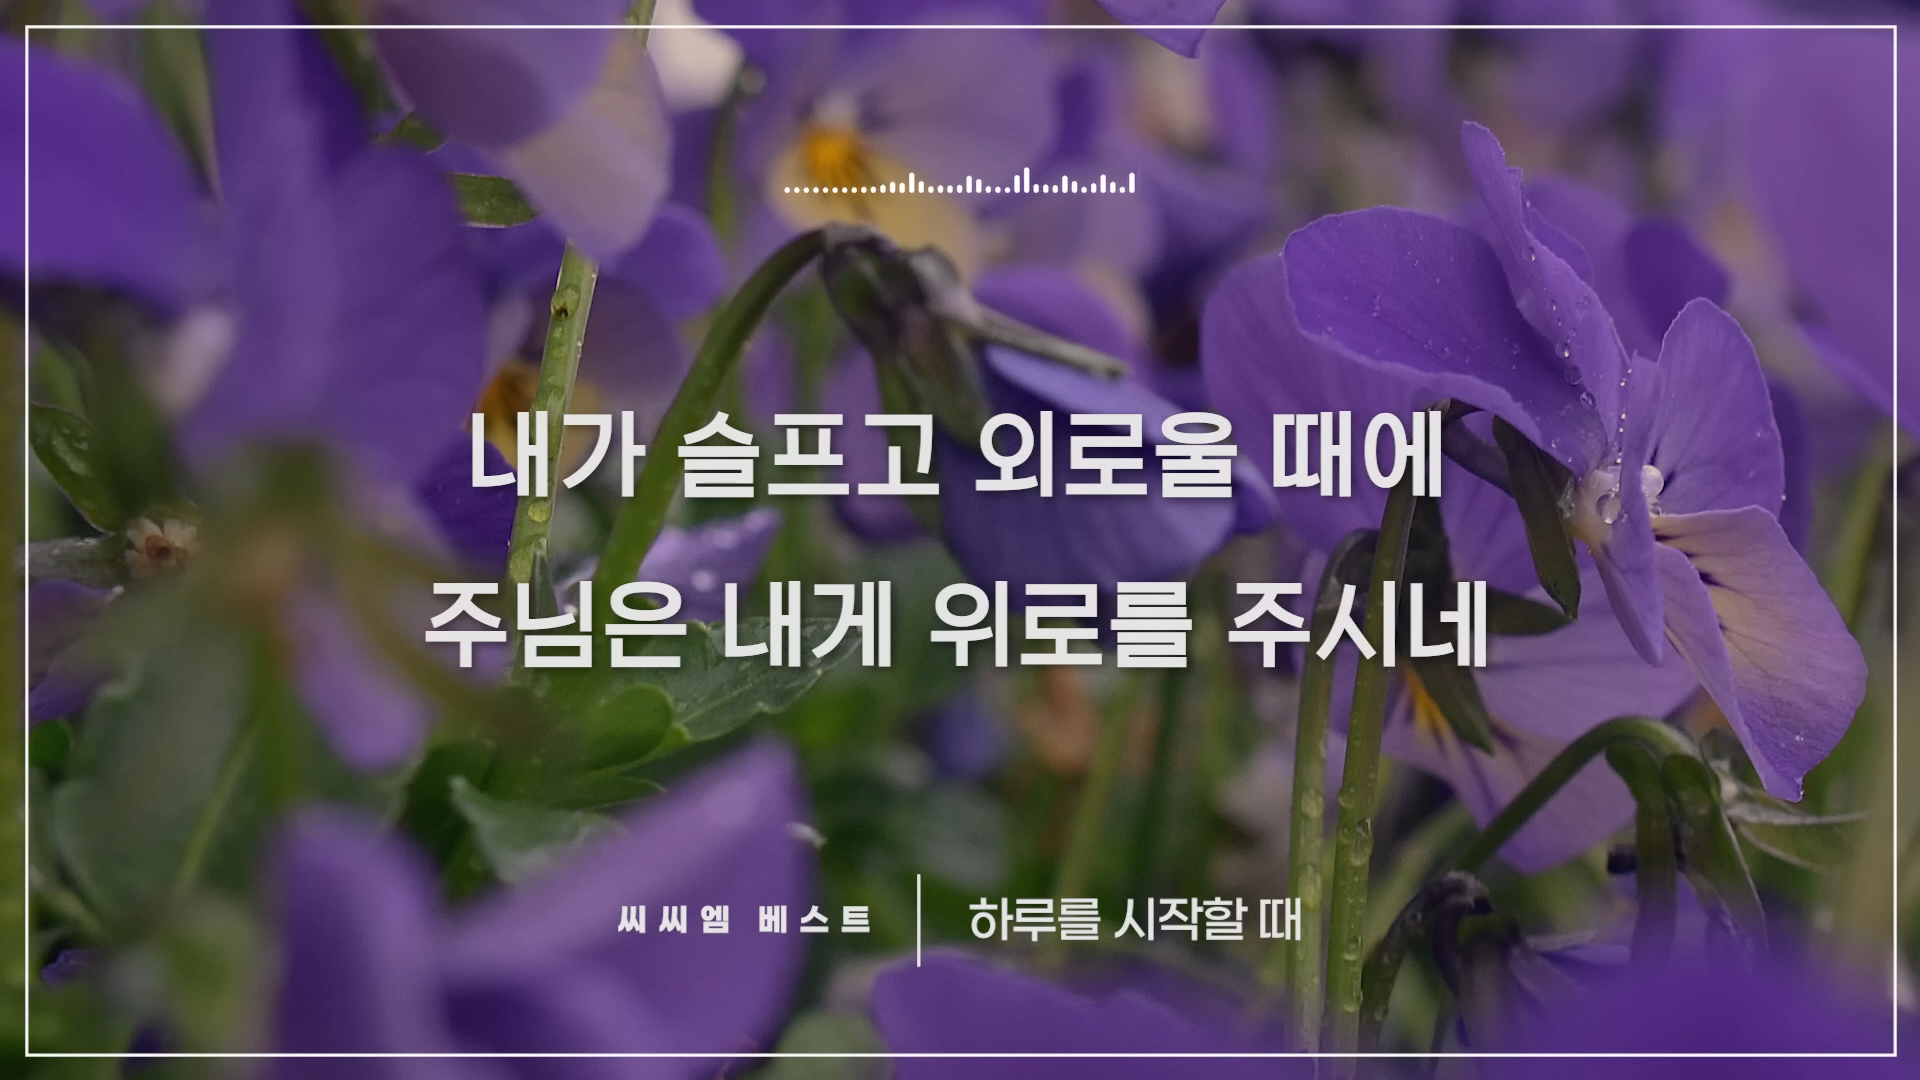 내가 슬프고 외로울 때에
주님은 내게 위로를 주시네
씨씨엠 베스트 | 하루를 시작할 때